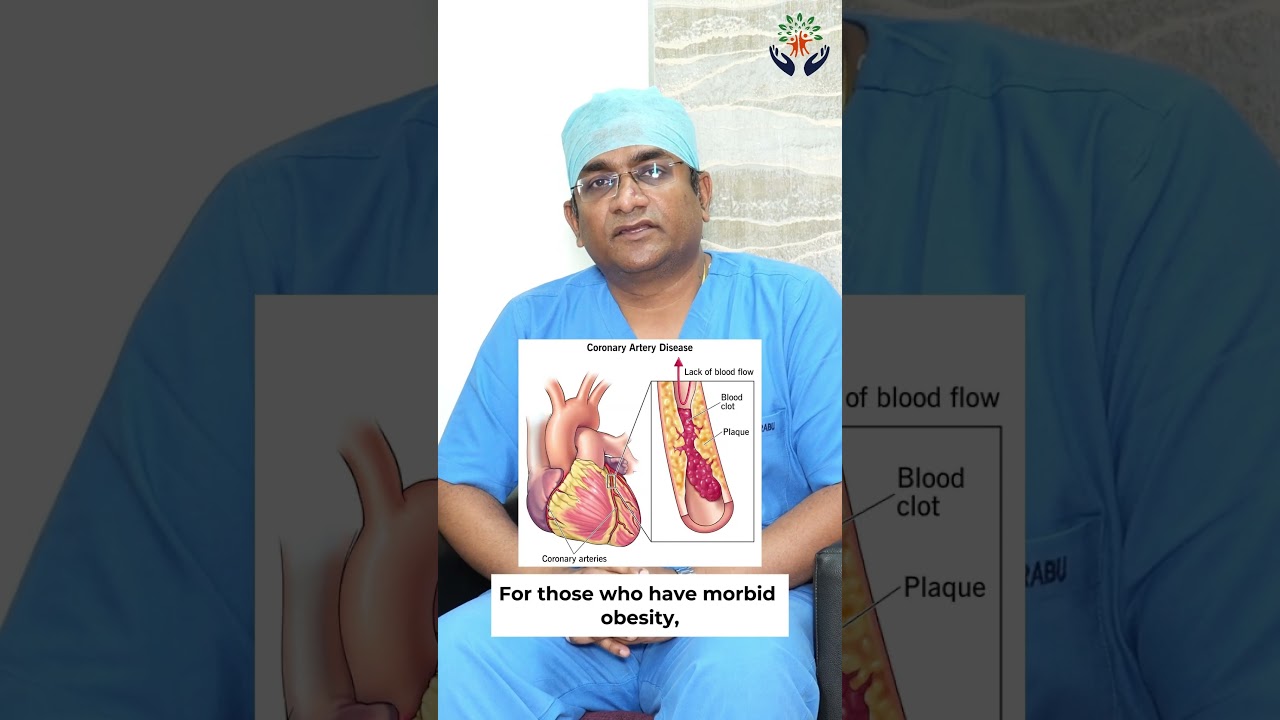 Coronary Artery Disease
Lack of blood flow
Blood
clot
Plaque
RABU
Coronary arteries
For those who have morbid
obesity,
of blood flow
Blood
clot
RABU
Plaque